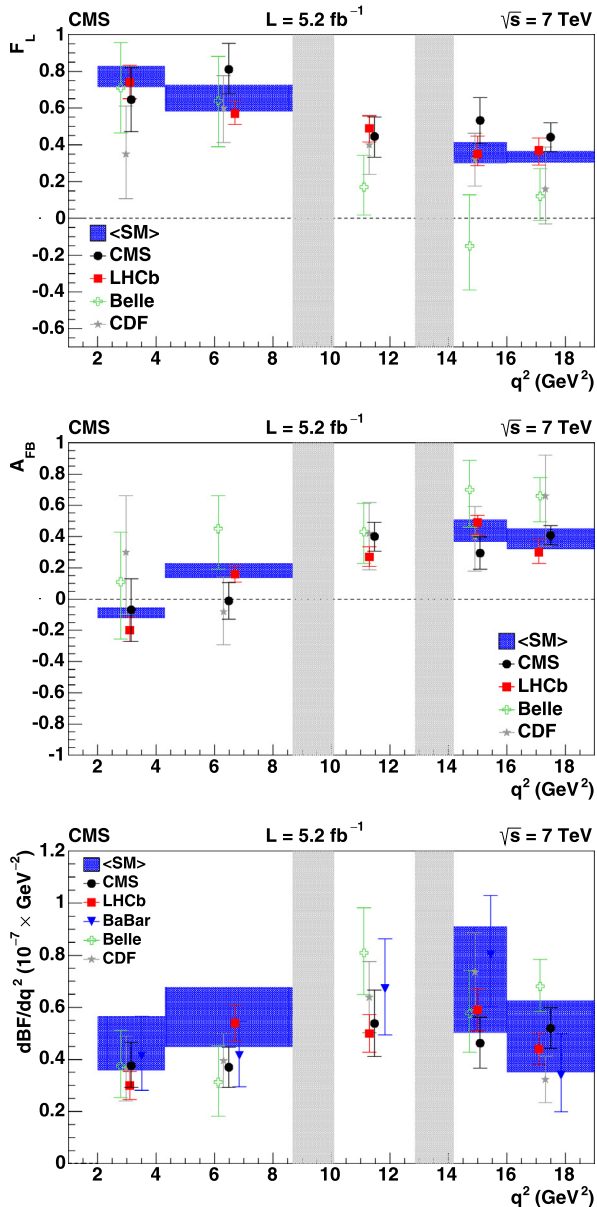 CMS L = 5.2 fb⁻¹ √s = 7 TeV
F_L
1
0.8
0.6
0.4
0.2
0
-0.2
-0.4
-0.6
<SM>
CMS
LHCb
Belle
CDF
2 4 6 8 10 12 14 16 18
q² (GeV²)
CMS L = 5.2 fb⁻¹ √s = 7 TeV
A_FB
1
0.8
0.6
0.4
0.2
0
-0.2
-0.4
-0.6
-0.8
-1
<SM>
CMS
LHCb
Belle
CDF
2 4 6 8 10 12 14 16 18
q² (GeV²)
CMS L = 5.2 fb⁻¹ √s = 7 TeV
dBF/dq² (10⁻⁷ × GeV⁻²)
1.2
1
0.8
0.6
0.4
0.2
0
<SM>
CMS
LHCb
BaBar
Belle
CDF
2 4 6 8 10 12 14 16 18
q² (GeV²)